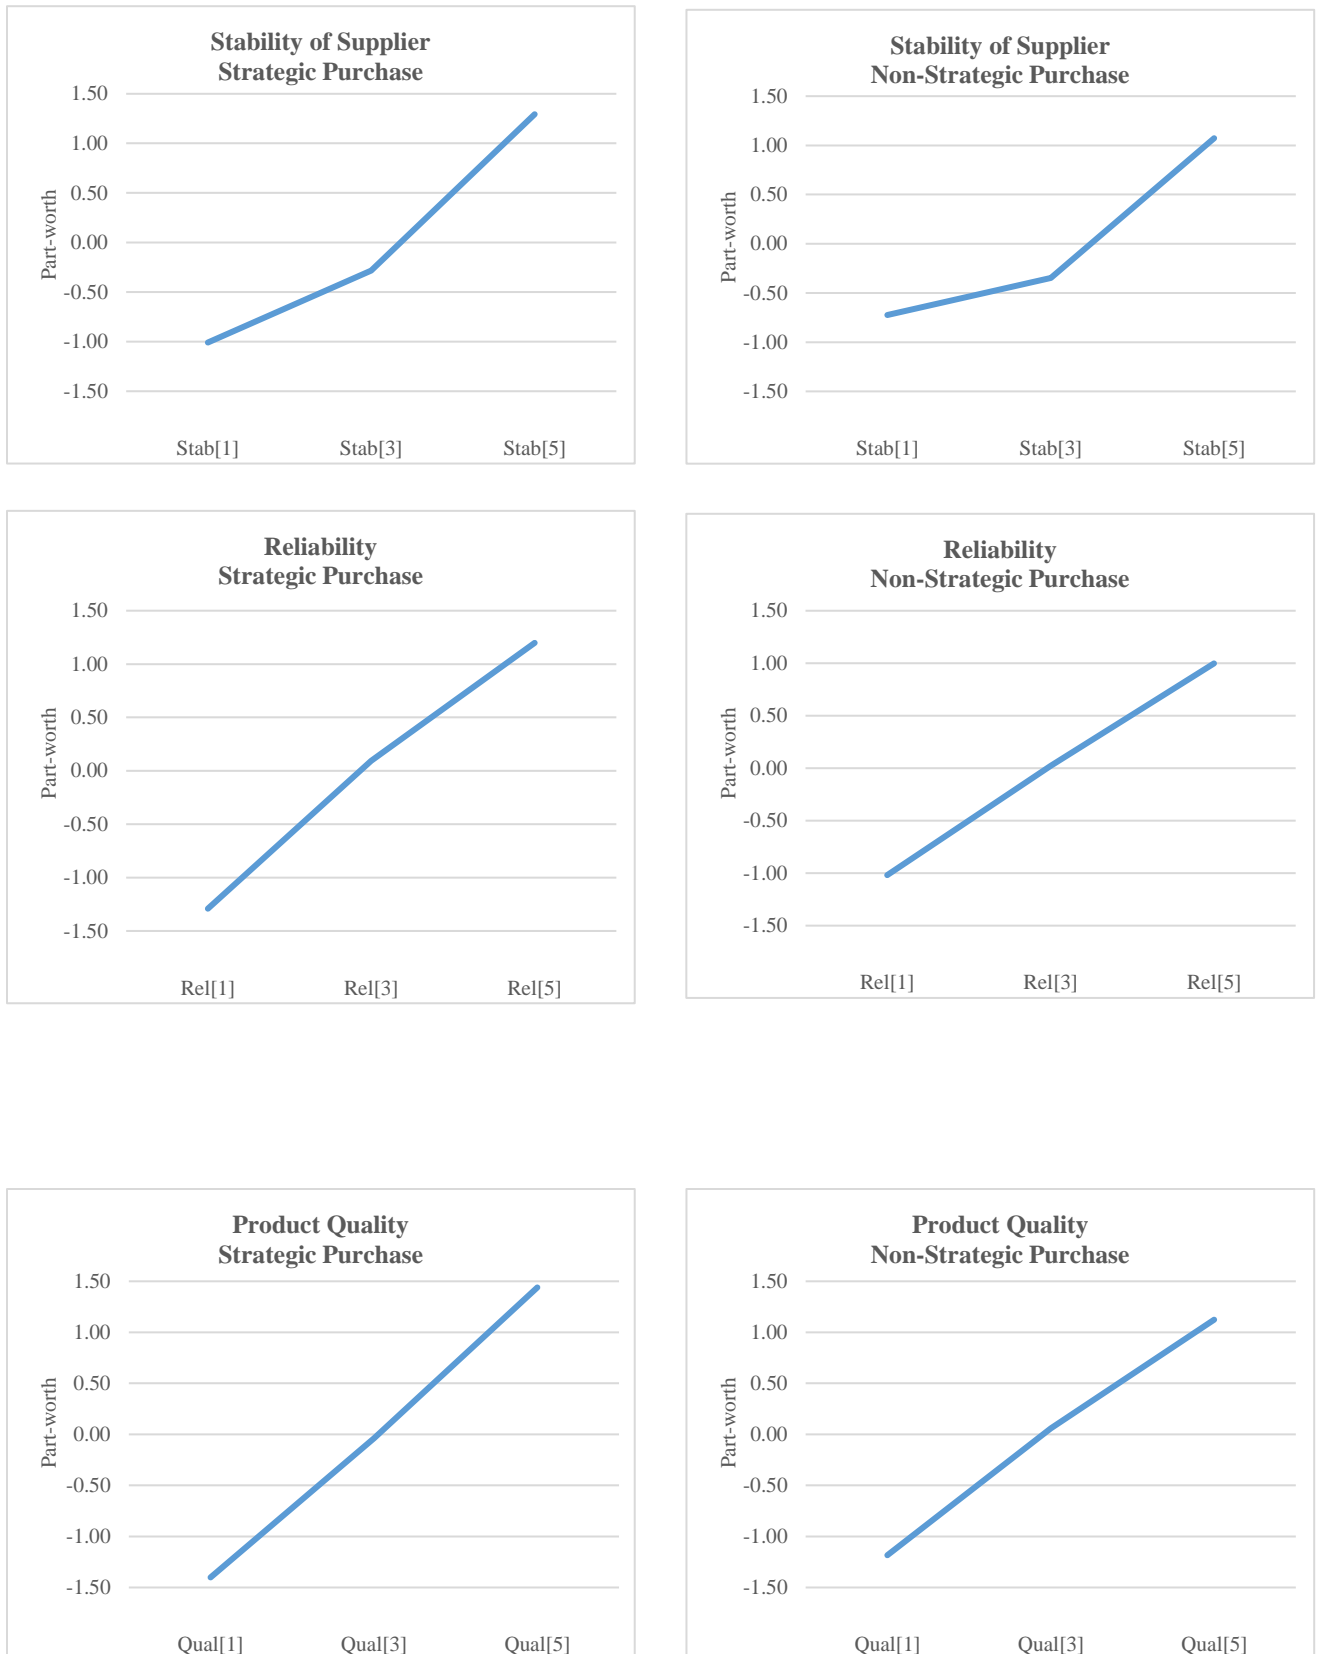 Stability of Supplier
Strategic Purchase
1.50
1.00
0.50
0.00
-0.50
-1.00
-1.50
Part-worth
Stab[1] Stab[3] Stab[5]
Stability of Supplier
Non-Strategic Purchase
1.50
1.00
0.50
0.00
-0.50
-1.00
-1.50
Part-worth
Stab[1] Stab[3] Stab[5]
Reliability
Strategic Purchase
1.50
1.00
0.50
0.00
-0.50
-1.00
-1.50
Part-worth
Rel[1] Rel[3] Rel[5]
Reliability
Non-Strategic Purchase
1.50
1.00
0.50
0.00
-0.50
-1.00
-1.50
Part-worth
Rel[1] Rel[3] Rel[5]
Product Quality
Strategic Purchase
1.50
1.00
0.50
0.00
-0.50
-1.00
-1.50
Part-worth
Qual[1] Qual[3] Qual[5]
Product Quality
Non-Strategic Purchase
1.50
1.00
0.50
0.00
-0.50
-1.00
-1.50
Part-worth
Qual[1] Qual[3] Qual[5]